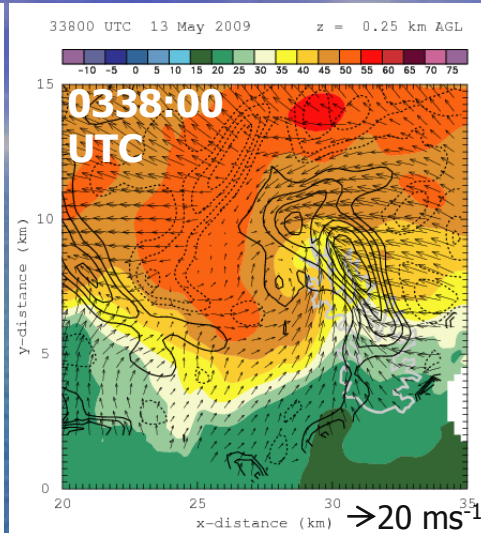 33800 UTC  13 May 2009  z = 0.25 km AGL
-10 -5 0 5 10 15 20 25 30 35 40 45 50 55 60 65 70 75
0338:00
UTC
15
10
5
0
y-distance (km)
20 25 30 35
x-distance (km) →20 ms⁻¹